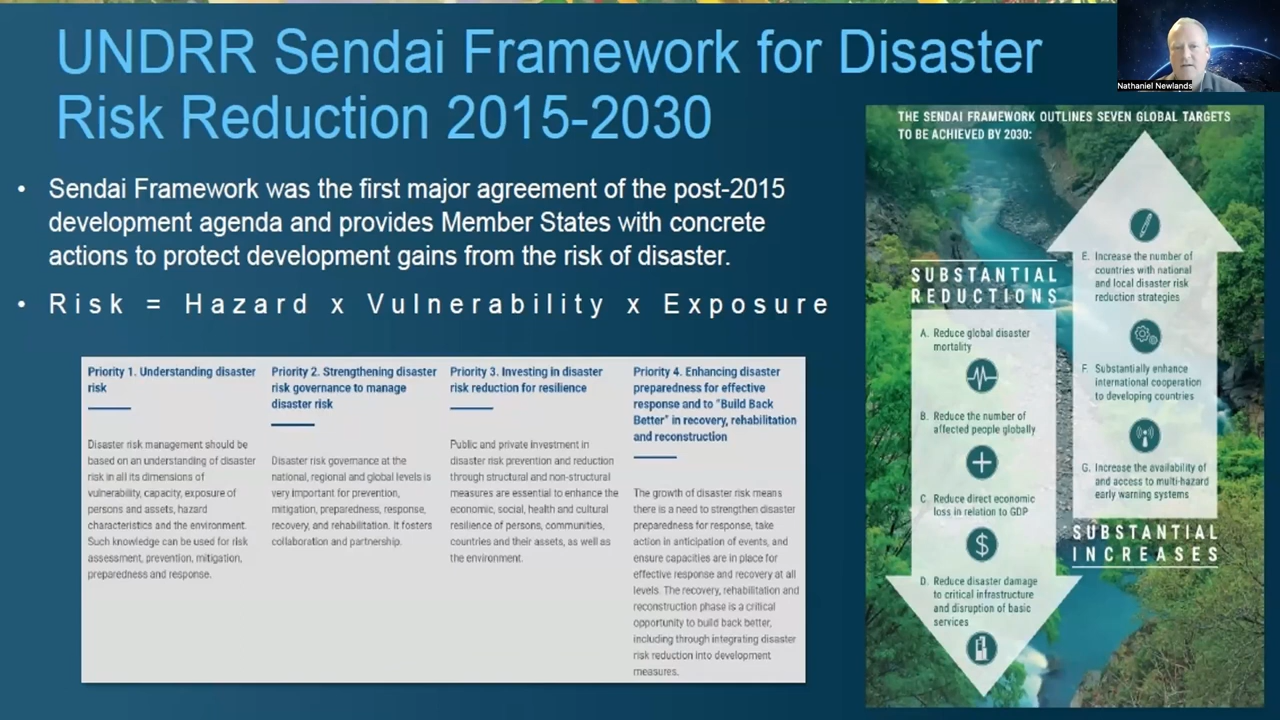 UNDRR Sendai Framework for Disaster
Risk Reduction 2015-2030
Nathaniel Newlands
• Sendai Framework was the first major agreement of the post-2015
development agenda and provides Member States with concrete
actions to protect development gains from the risk of disaster.
• Risk = Hazard x Vulnerability x Exposure
Priority 1. Understanding disaster
risk
Disaster risk management should be
based on an understanding of disaster
risk in all its dimensions of
vulnerability, capacity, exposure of
persons and assets, hazard
characteristics and the environment.
Such knowledge can be used for risk
assessment, prevention, mitigation,
preparedness and response.
Priority 2. Strengthening disaster
risk governance to manage
disaster risk
Disaster risk governance at the
national, regional and global levels is
very important for prevention,
mitigation, preparedness, response,
recovery, and rehabilitation. It fosters
collaboration and partnership.
Priority 3. Investing in disaster
risk reduction for resilience
Public and private investment in
disaster risk prevention and reduction
through structural and non-structural
measures are essential to enhance the
economic, social, health and cultural
resilience of persons, communities,
countries and their assets, as well as
the environment.
Priority 4. Enhancing disaster
preparedness for effective
response and to "Build Back
Better" in recovery, rehabilitation
and reconstruction
The growth of disaster risk means
there is a need to strengthen disaster
preparedness for response, take
action in anticipation of events, and
ensure capacities are in place for
effective response and recovery at all
levels. The recovery, rehabilitation and
reconstruction phase is a critical
opportunity to build back better,
including through integrating disaster
risk reduction into development
measures.
THE SENDAI FRAMEWORK OUTLINES SEVEN GLOBAL TARGETS
TO BE ACHIEVED BY 2030:
SUBSTANTIAL
REDUCTIONS
A. Reduce global disaster
mortality
B. Reduce the number of
affected people globally
C. Reduce direct economic
loss in relation to GDP
$
D. Reduce disaster damage
to critical infrastructure
and disruption of basic
services
E. Increase the number of
countries with national
and local disaster risk
reduction strategies
F. Substantially enhance
international cooperation
to developing countries
G. Increase the availability of
and access to multi-hazard
early warning systems
SUBSTANTIAL
INCREASES